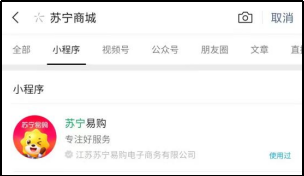 苏宁商城
取消
全部 小程序 视频号 公众号 朋友圈 文章
小程序
苏宁易购
苏宁易购
专注好服务
江苏苏宁易购电子商务有限公司
使用过